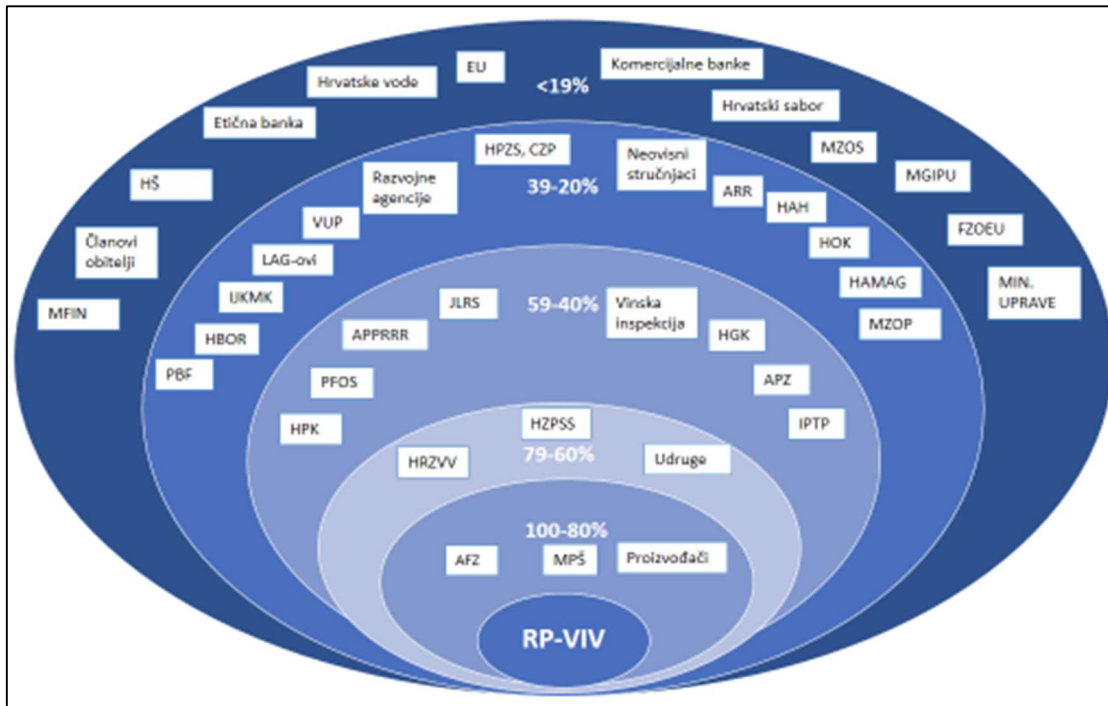 EU
Komercijalne banke
Hrvatske vode
<19%
Hrvatski sabor
Etična banka
MZOS
HPZS, CZP
Neovisni
stručnjaci
MGIPU
HŠ
Razvojne
agencije
39-20%
ARR
HAH
VUP
FZOEU
Članovi
obitelji
HOK
LAG-ovi
HAMAG
MIN.
UPRAVE
IJKMK
JLRS
59-40%
Vinska
inspekcija
MFIN
MZOP
HBOR
APPRRR
HGK
PBF
PFOS
APZ
HPK
HZPSS
IPTP
HRZVV
79-60%
Udruge
100-80%
AFZ
MPŠ
Proizvođači
RP-VIV